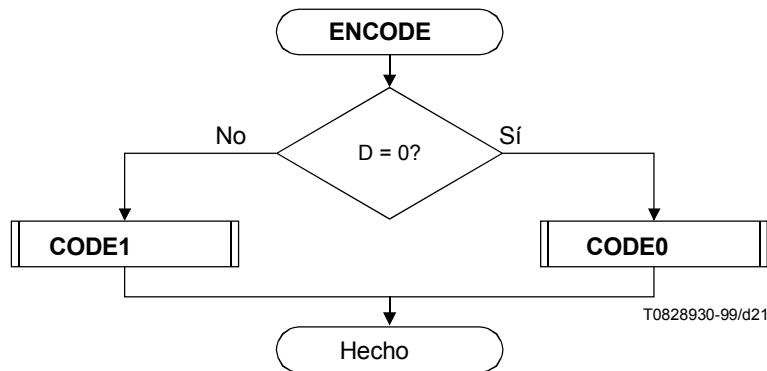 ENCODE
No
D = 0?
Sí
CODE1
CODE0
T0828930-99/d21
Hecho